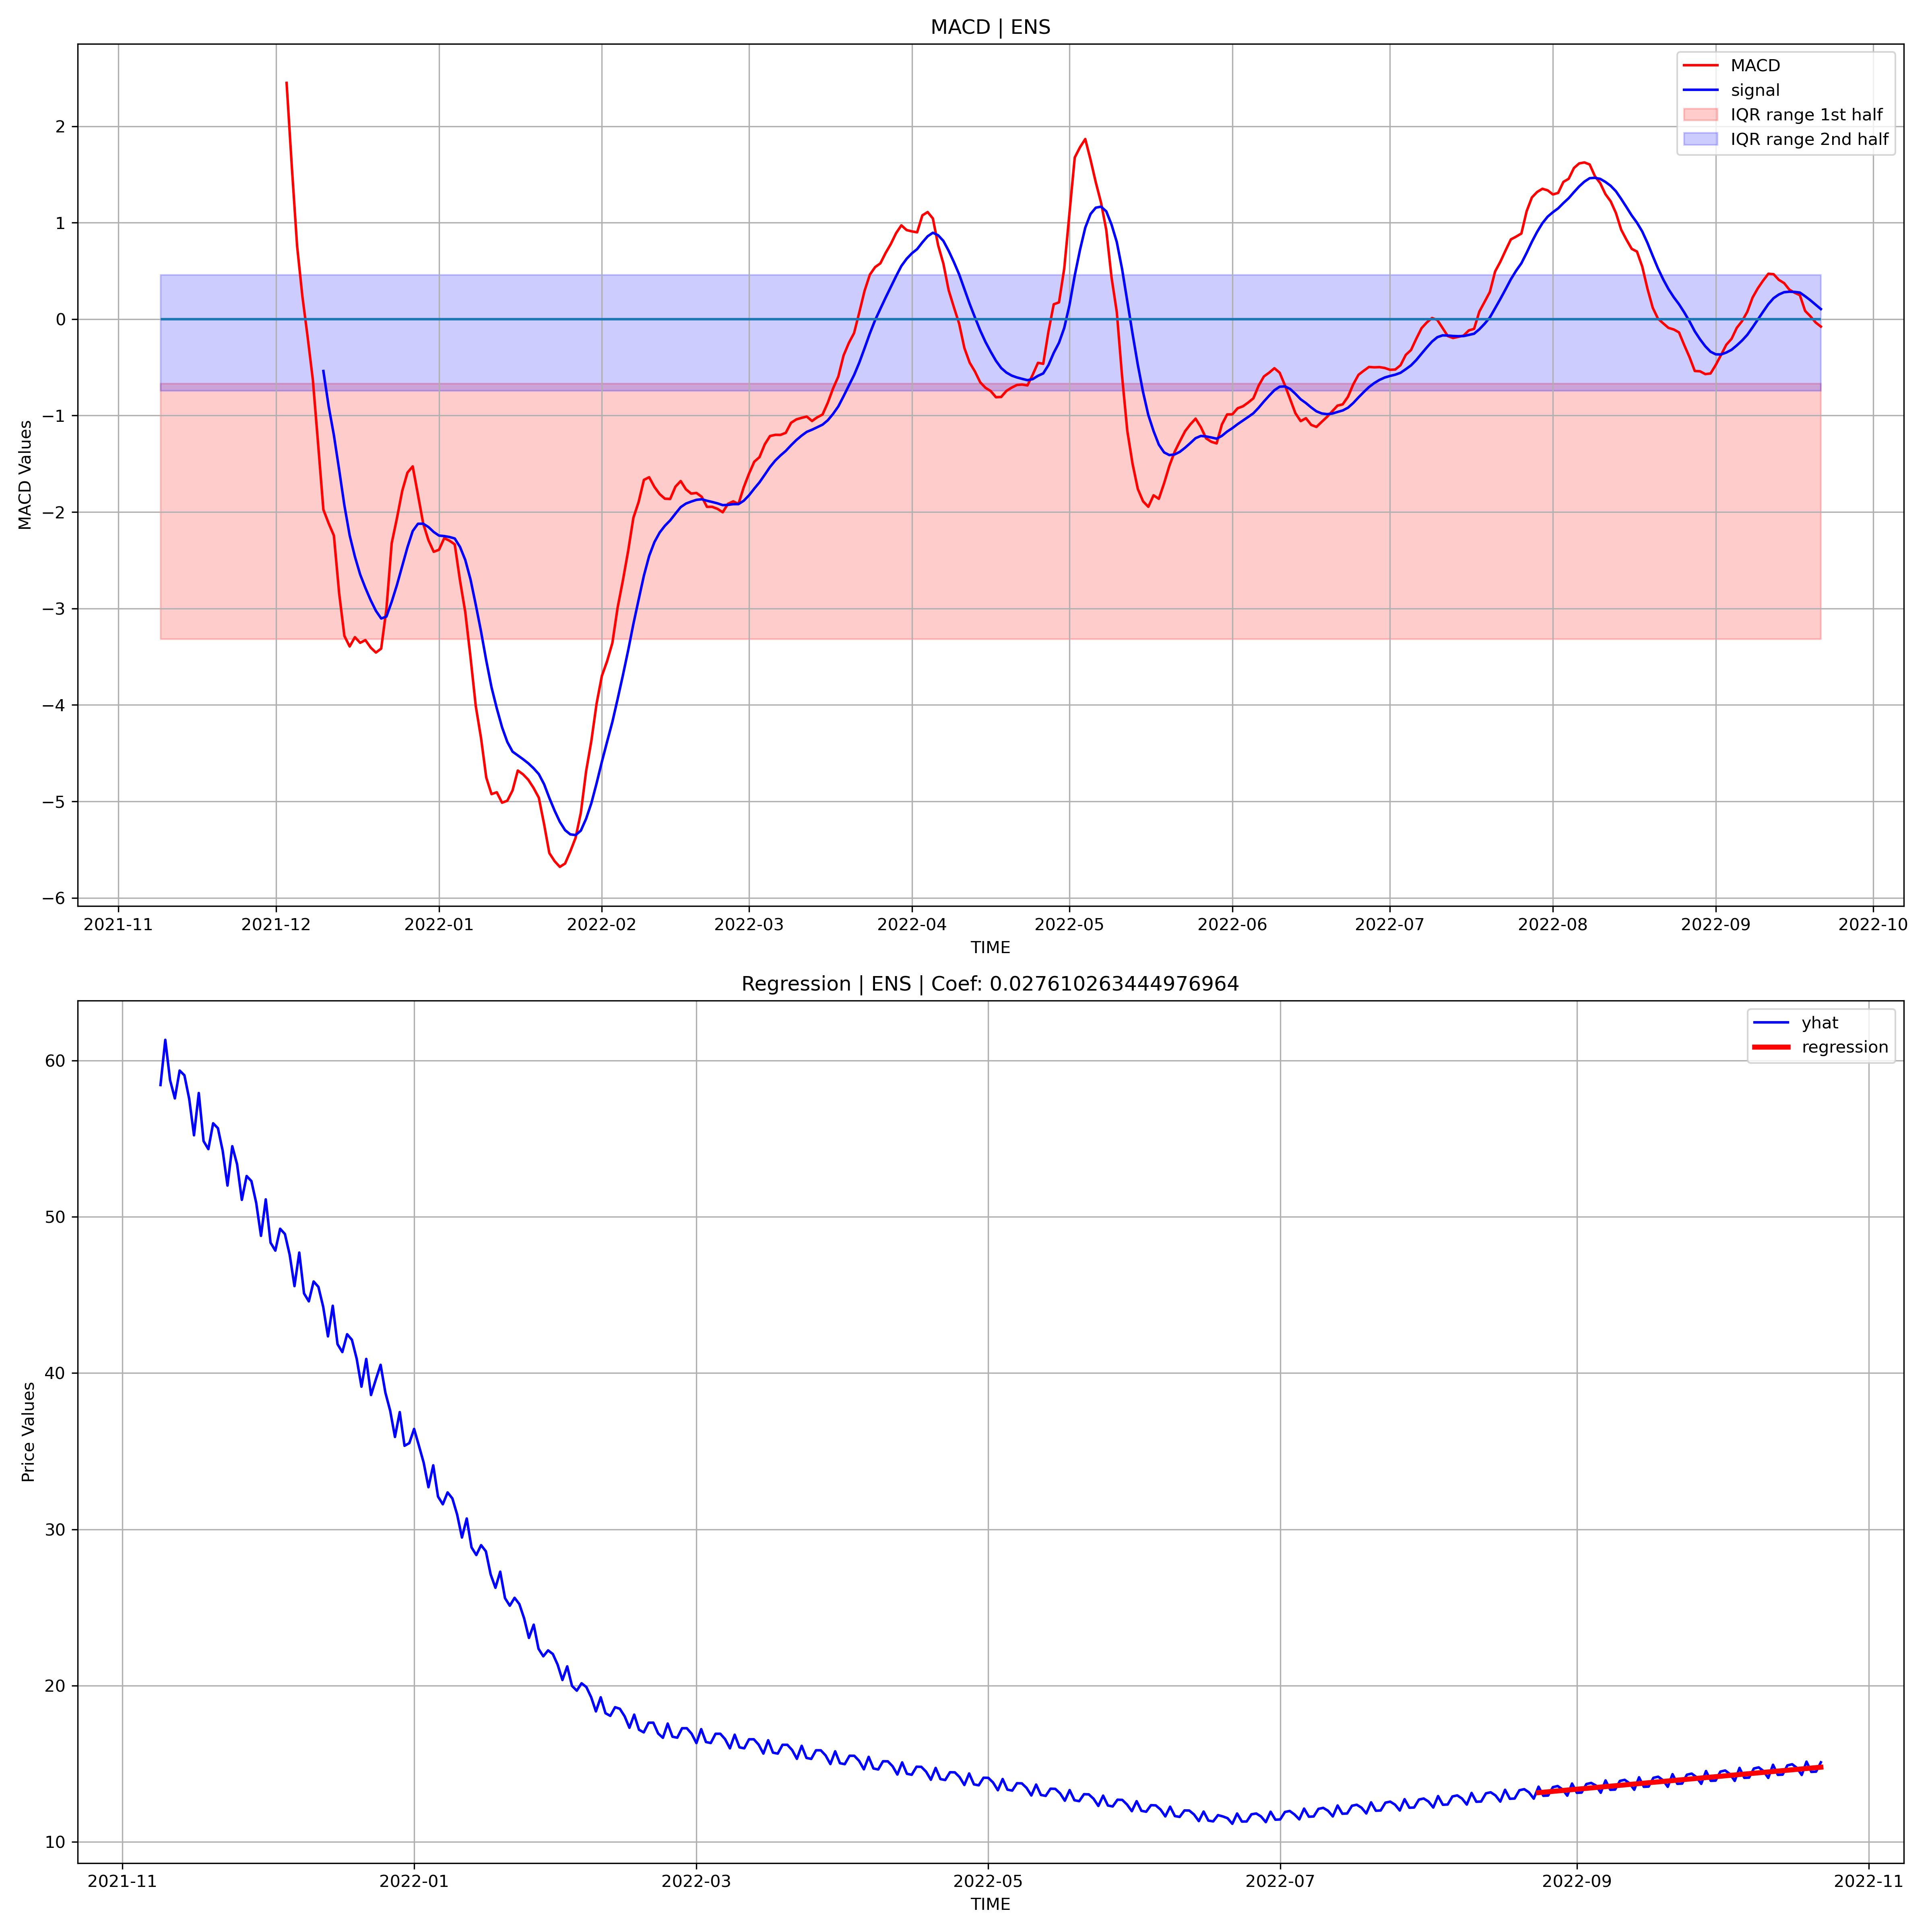 MACD | ENS
MACD
signal
IQR range 1st half
IQR range 2nd half
MACD Values
2
1
0
−1
−2
−3
−4
−5
−6
2021-11 2021-12 2022-01 2022-02 2022-03 2022-04 2022-05 2022-06 2022-07 2022-08 2022-09 2022-10
TIME
Regression | ENS | Coef: 0.027610263444976964
yhat
regression
Price Values
60
50
40
30
20
10
2021-11 2022-01 2022-03 2022-05 2022-07 2022-09 2022-11
TIME